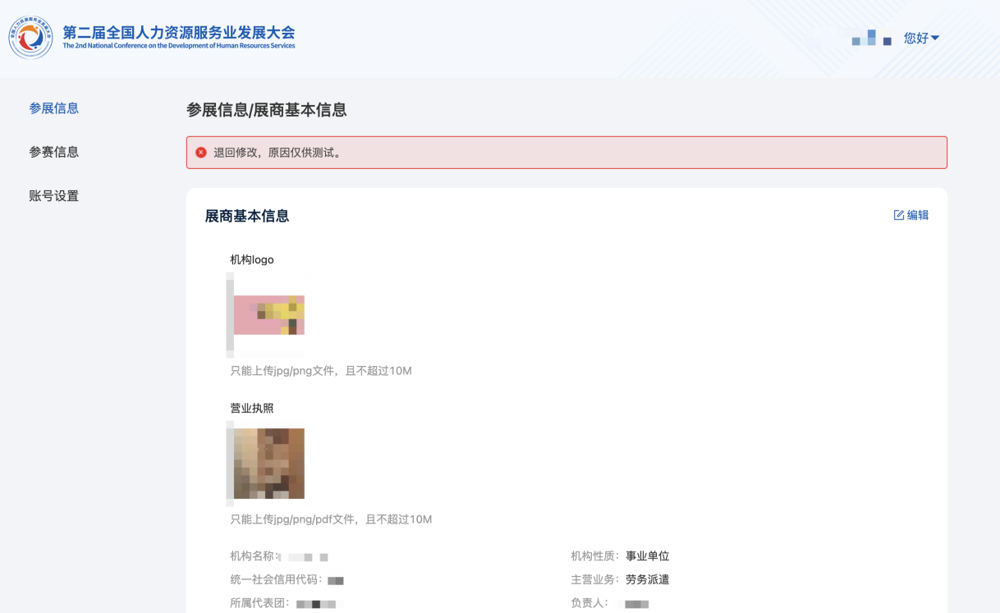 第二届全国人力资源服务业发展大会
The 2nd National Conference on the Development of Human Resources Services
您好
参展信息
参赛信息
账号设置
参展信息/展商基本信息
退回修改，原因仅供测试。
展商基本信息
编辑
机构logo
只能上传jpg/png文件，且不超过10M
营业执照
只能上传jpg/png/pdf文件，且不超过10M
机构名称：
机构性质：事业单位
统一社会信用代码：
主营业务：劳务派遣
所属代表团：
负责人：